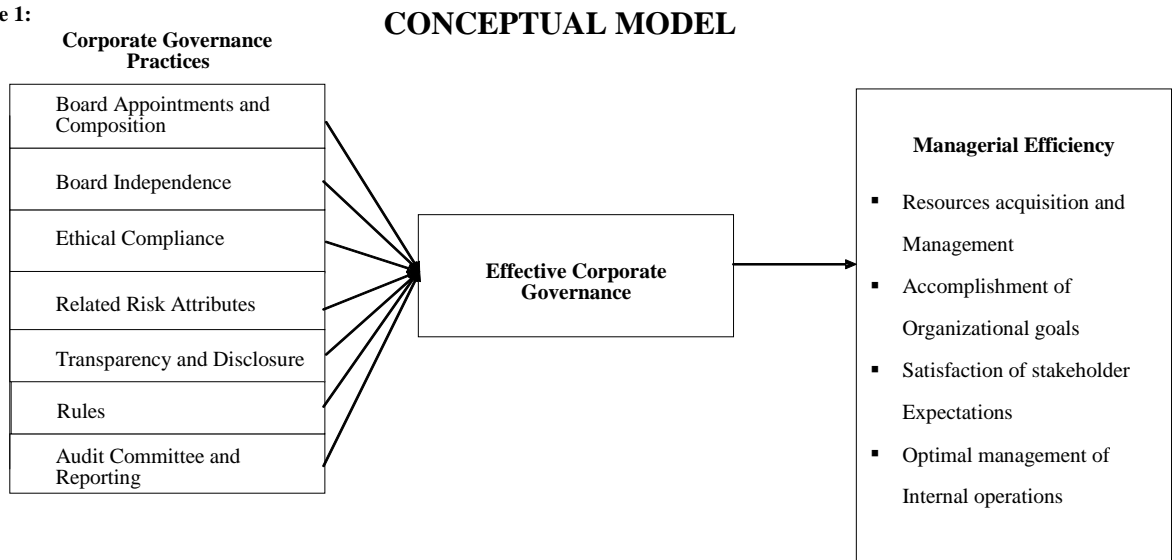 e 1:
CONCEPTUAL MODEL
Corporate Governance
Practices
Board Appointments and
Composition
Board Independence
Ethical Compliance
Related Risk Attributes
Transparency and Disclosure
Rules
Audit Committee and
Reporting
Effective Corporate
Governance
Managerial Efficiency
▪ Resources acquisition and
Management
▪ Accomplishment of
Organizational goals
▪ Satisfaction of stakeholder
Expectations
▪ Optimal management of
Internal operations